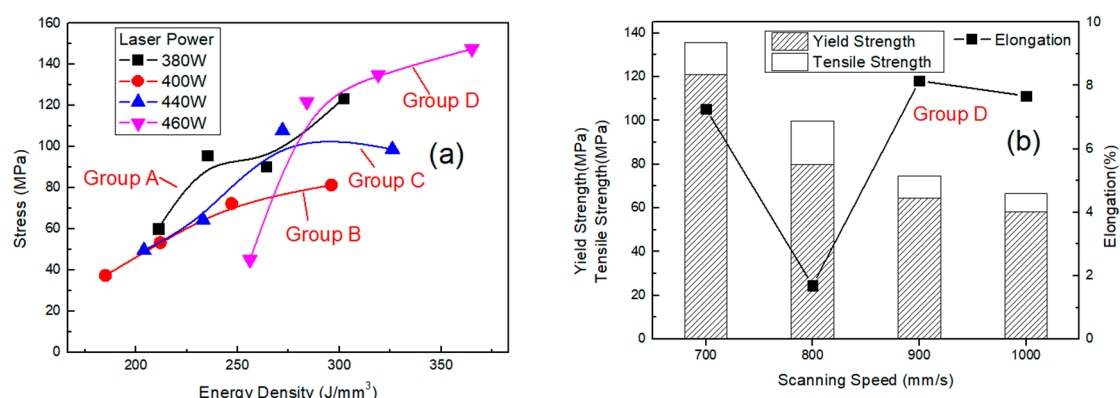 160
140
120
100
80
60
40
20
0
Stress (MPa)
Laser Power
380W
400W
440W
460W
Group A
Group B
Group C
Group D
(a)
200
250
300
350
Energy Density (J/mm³)
140
120
100
80
60
40
20
0
Yield Strength(MPa)
Tensile Strength(MPa)
Yield Strength
Tensile Strength
Elongation
Group D
(b)
10
8
6
4
2
0
Elongation(%)
700
800
900
1000
Scanning Speed (mm/s)